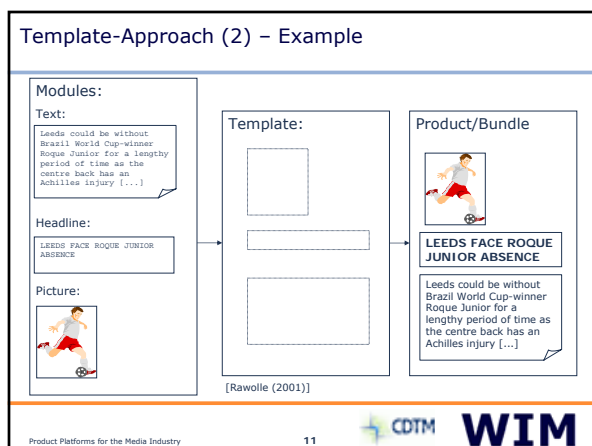 Template-Approach (2) – Example
Modules:
Text:
Leeds could be without
Brazil World Cup-winner
Roque Junior for a lengthy
period of time as the
centre back has an
Achilles injury [...]
Headline:
LEEDS FACE ROQUE JUNIOR
ABSENCE
Picture:
Template:
Product/Bundle
LEEDS FACE ROQUE
JUNIOR ABSENCE
Leeds could be without
Brazil World Cup-winner
Roque Junior for a
lengthy period of time as
the centre back has an
Achilles injury [...]
[Rawolle (2001)]
Product Platforms for the Media Industry
11
CDTM
WIM